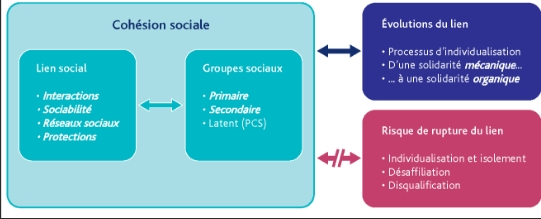 Cohésion sociale
Lien social
• Interactions
• Sociabilité
• Réseaux sociaux
• Protections
Groupes sociaux
• Primaire
• Secondaire
• Latent (PCS)
Évolutions du lien
• Processus d'individualisation
• D'une solidarité mécanique...
• ... à une solidarité organique
Risque de rupture du lien
• Individualisation et isolement
• Désaffiliation
• Disqualification